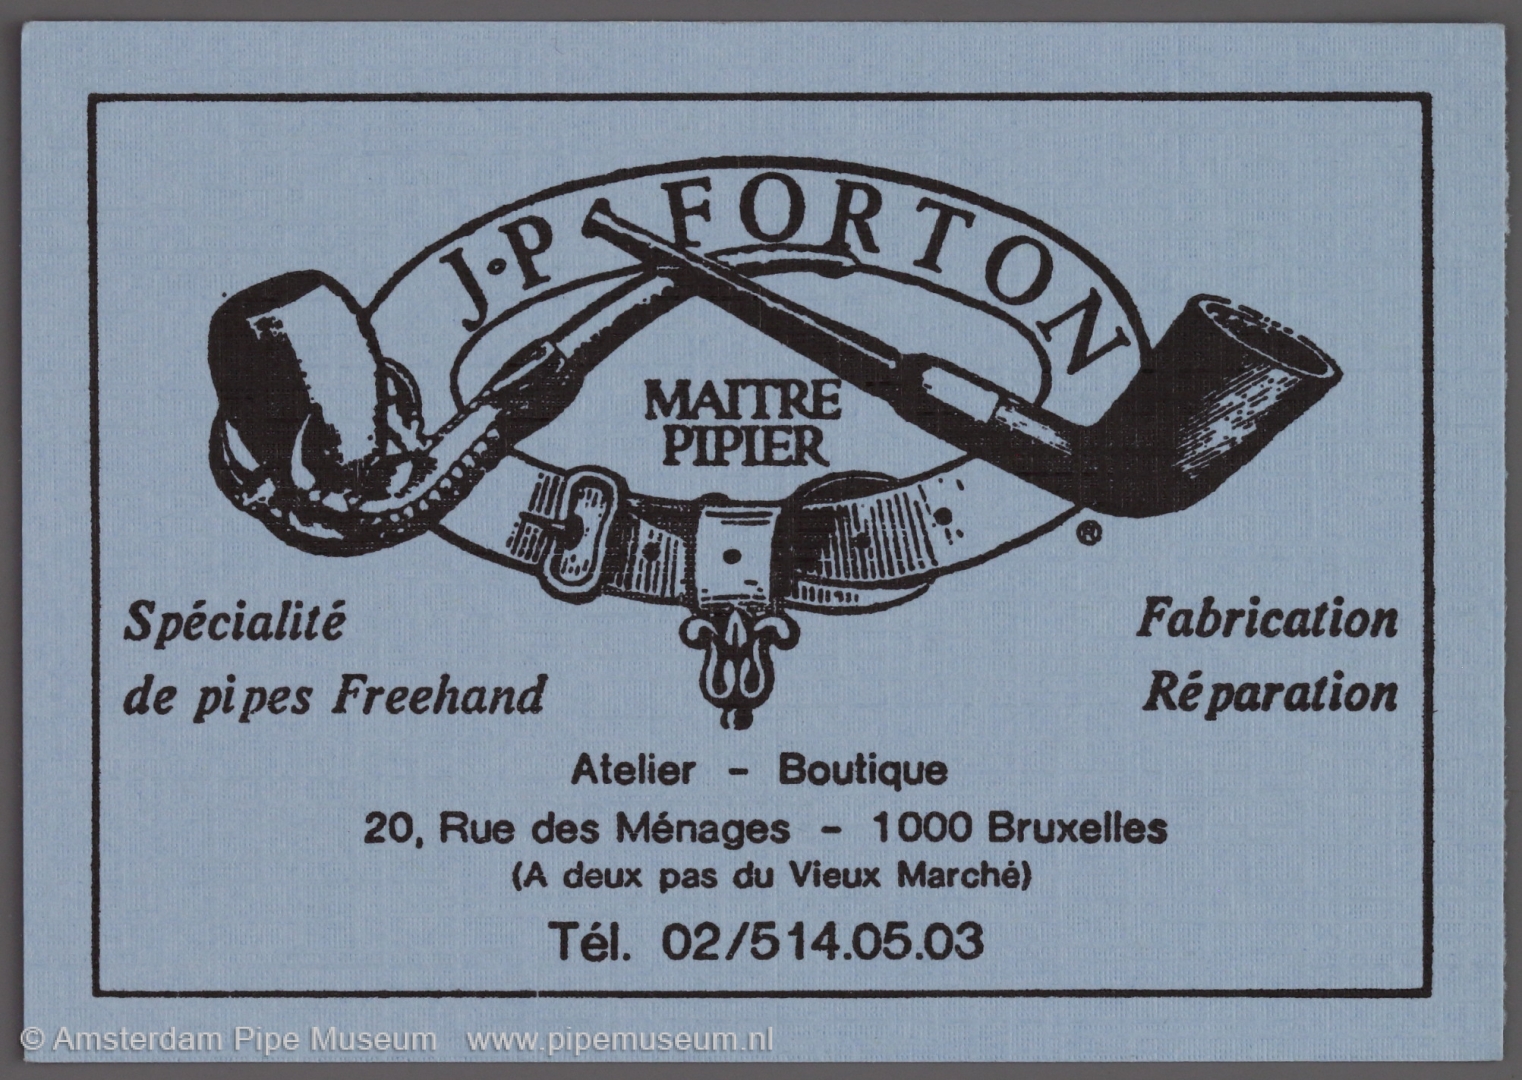 J.P FORTON
MAITRE
PIPIER
®
Spécialité
de pipes Freehand
Fabrication
Réparation
Atelier - Boutique
20, Rue des Ménages - 1000 Bruxelles
(A deux pas du Vieux Marché)
Tél. 02/514.05.03
© Amsterdam Pipe Museum www.pipemuseum.nl